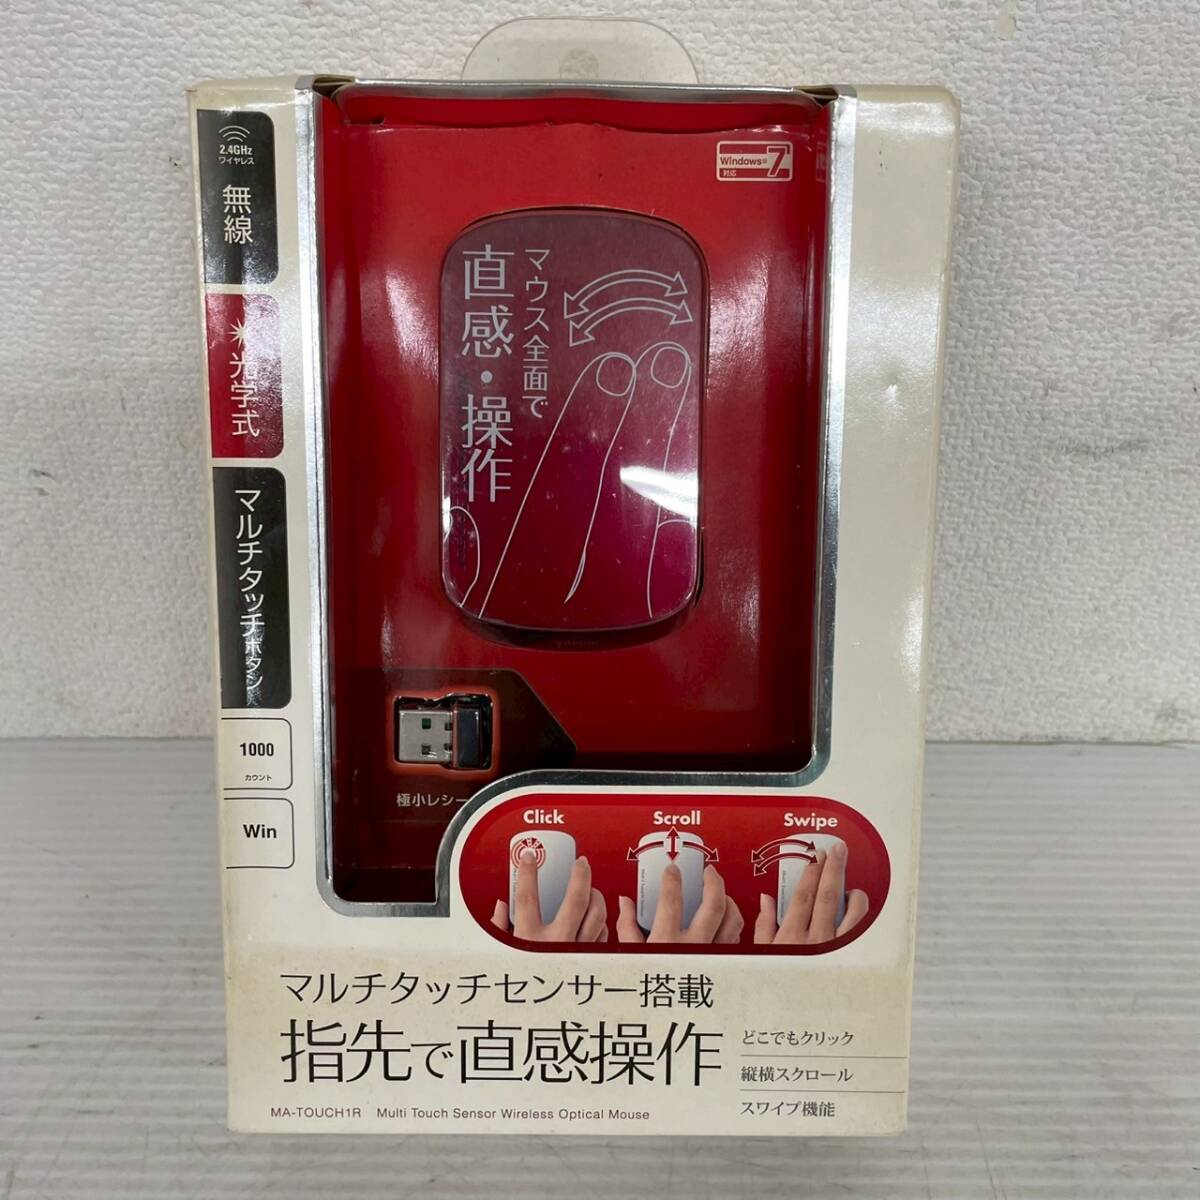 2.4GHz
ワイヤレス
無線
光学式
マルチタッチボタン
1000
カウント
Win
Windows® 7
対応
マウス全面で
直感・操作
極小レシー
Click
Scroll
Swipe
マルチタッチセンサー搭載
指先で直感操作
どこでもクリック
縦横スクロール
スワイプ機能
MA-TOUCH1R Multi Touch Sensor Wireless Optical Mouse